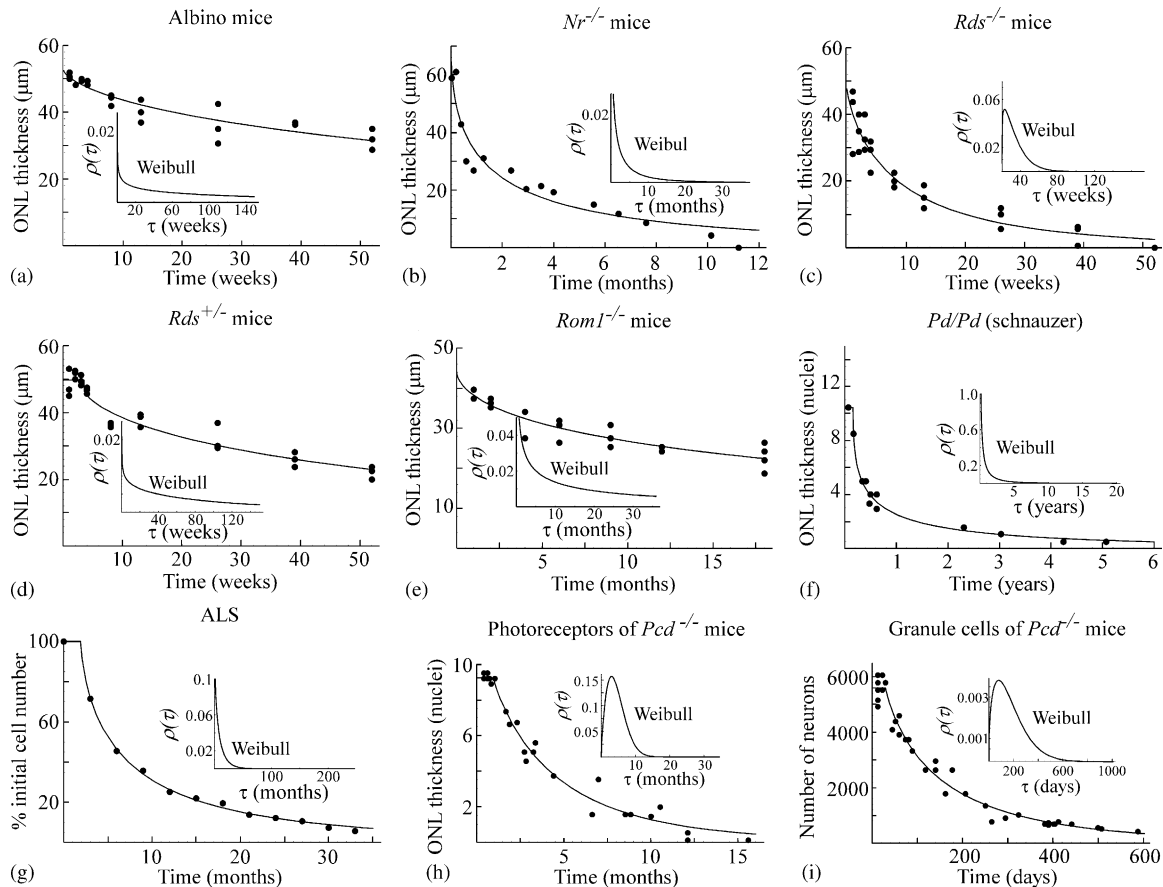 Albino mice
ONL thickness (μm)
60
40
20
ρ(τ)
0.02
Weibull
20 60 100 140
τ (weeks)
10 20 30 40 50
Time (weeks)
(a)
Nr-/- mice
ONL thickness (μm)
60
40
20
ρ(τ)
0.02
Weibul
10 20 30
τ (months)
2 4 6 8 10 12
Time (months)
(b)
Rds-/- mice
ONL thickness (μm)
60
40
20
ρ(τ)
0.06
0.02
Weibul
40 80 120
τ (weeks)
10 20 30 40 50
Time (weeks)
(c)
Rds+/- mice
ONL thickness (μm)
60
40
20
ρ(τ)
0.02
Weibull
40 80 120
τ (weeks)
10 20 30 40 50
Time (weeks)
(d)
Rom1-/- mice
ONL thickness (μm)
50
30
10
ρ(τ)
0.04
0.02
Weibull
10 20 30
τ (months)
5 10 15
Time (months)
(e)
Pd/Pd (schnauzer)
ONL thickness (nuclei)
12
8
4
ρ(τ)
1.0
0.6
0.2
Weibull
5 10 15 20
τ (years)
1 2 3 4 5 6
Time (years)
(f)
ALS
% initial cell number
100
60
20
ρ(τ)
0.1
0.06
0.02
Weibull
100 200
τ (months)
10 20 30
Time (months)
(g)
Photoreceptors of Pcd-/- mice
ONL thickness (nuclei)
10
6
2
ρ(τ)
0.15
0.10
0.05
Weibull
10 20 30
τ (months)
5 10 15
Time (months)
(h)
Granule cells of Pcd-/- mice
Number of neurons
6000
4000
2000
ρ(τ)
0.003
0.001
Weibull
200 600 1000
τ (days)
200 400 600
Time (days)
(i)